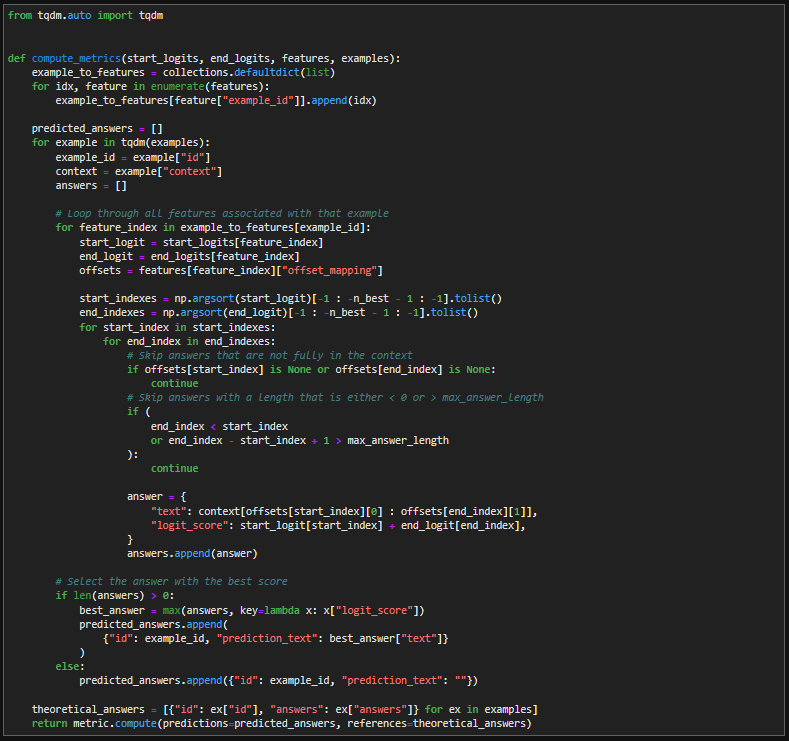 from tqdm.auto import tqdm
def compute_metrics(start_logits, end_logits, features, examples):
    example_to_features = collections.defaultdict(list)
    for idx, feature in enumerate(features):
        example_to_features[feature["example_id"]].append(idx)
    predicted_answers = []
    for example in tqdm(examples):
        example_id = example["id"]
        context = example["context"]
        answers = []
        # Loop through all features associated with that example
        for feature_index in example_to_features[example_id]:
            start_logit = start_logits[feature_index]
            end_logit = end_logits[feature_index]
            offsets = features[feature_index]["offset_mapping"]
            start_indexes = np.argsort(start_logit)[-1 : -n_best - 1 : -1].tolist()
            end_indexes = np.argsort(end_logit)[-1 : -n_best - 1 : -1].tolist()
            for start_index in start_indexes:
                for end_index in end_indexes:
                    # Skip answers that are not fully in the context
                    if offsets[start_index] is None or offsets[end_index] is None:
                        continue
                    # Skip answers with a length that is either < 0 or > max_answer_length
                    if (
                        end_index < start_index
                        or end_index - start_index + 1 > max_answer_length
                    ):
                        continue
                    answer = {
                        "text": context[offsets[start_index][0] : offsets[end_index][1]],
                        "logit_score": start_logit[start_index] + end_logit[end_index],
                    }
                    answers.append(answer)
        # Select the answer with the best score
        if len(answers) > 0:
            best_answer = max(answers, key=lambda x: x["logit_score"])
            predicted_answers.append(
                {"id": example_id, "prediction_text": best_answer["text"]}
            )
        else:
            predicted_answers.append({"id": example_id, "prediction_text": ""})
    theoretical_answers = [{"id": ex["id"], "answers": ex["answers"]} for ex in examples]
    return metric.compute(predictions=predicted_answers, references=theoretical_answers)